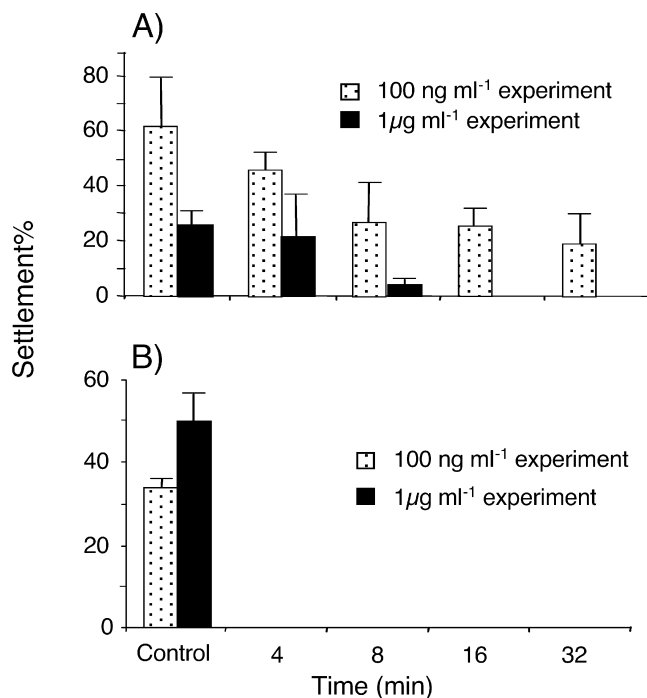 A)
80
60
40
20
0
100 ng ml-1 experiment
1µg ml-1 experiment
Settlement%
B)
60
40
20
0
100 ng ml-1 experiment
1µg ml-1 experiment
Control 4 8 16 32
Time (min)